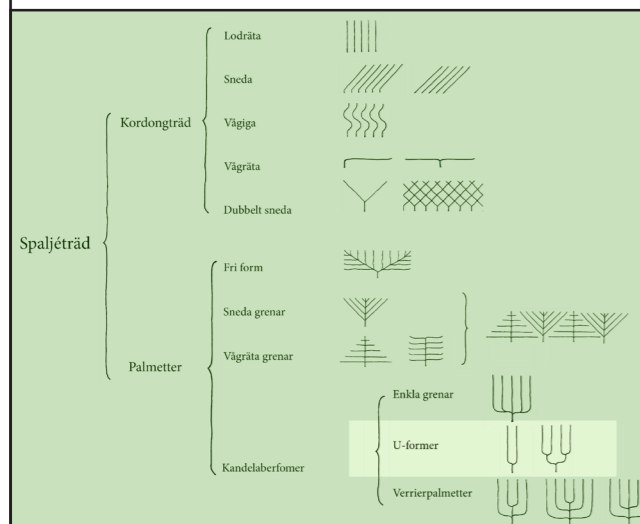 Spaljéträd
Kordongträd
Lodräta
Sneda
Vågiga
Vågräta
Dubbelt sneda
Palmetter
Fri form
Sneda grenar
Vågräta grenar
Kandelaberfomer
Enkla grenar
U-former
Verrierpalmetter